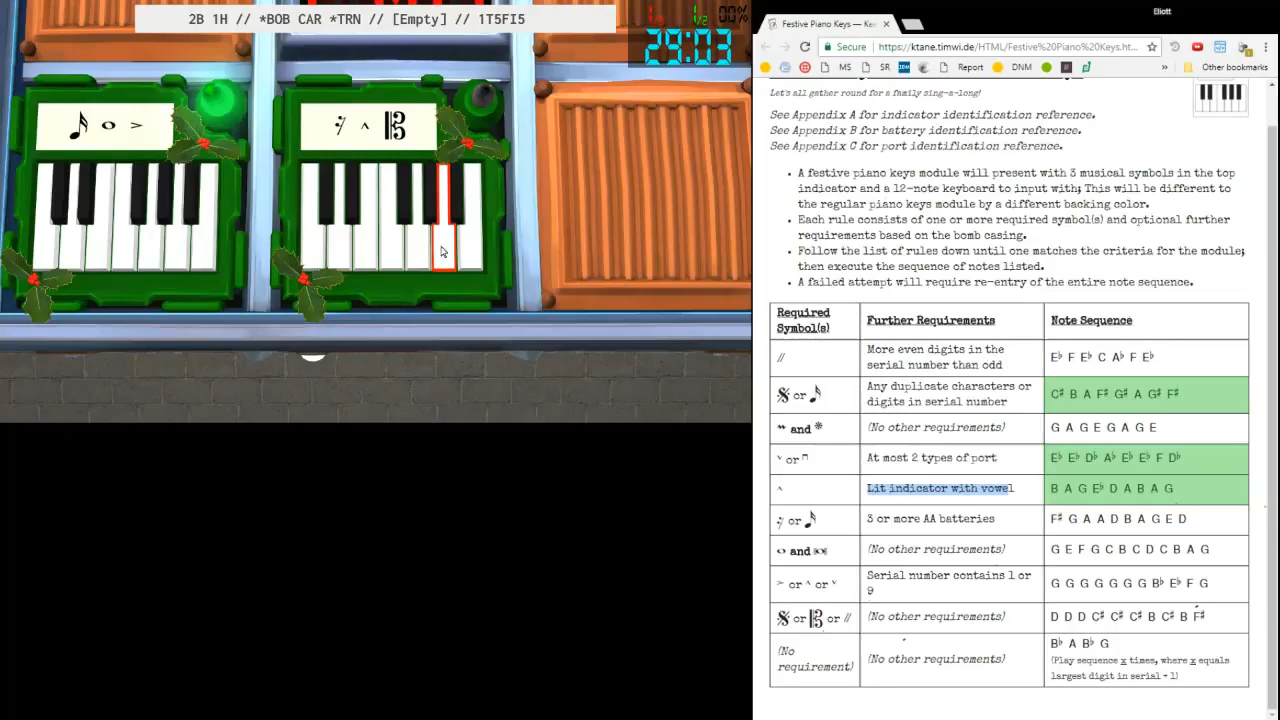 2B 1H // *BOB CAR *TRN // [Empty] // 1T5FI5
29:03
Eliott
Festive Piano Keys — Kee
Secure | https://ktane.timwi.de/HTML/Festive%20Piano%20Keys.ht...
MS SR Report DNM » Other bookmarks
Let's all gather round for a family sing-a-long!
See Appendix A for indicator identification reference.
See Appendix B for battery identification reference.
See Appendix C for port identification reference.
• A festive piano keys module will present with 3 musical symbols in the top
indicator and a 12-note keyboard to input with; This will be different to
the regular piano keys module by a different backing color.
• Each rule consists of one or more required symbol(s) and optional further
requirements based on the bomb casing.
• Follow the list of rules down until one matches the criteria for the module;
then execute the sequence of notes listed.
• A failed attempt will require re-entry of the entire note sequence.
Required
Symbol(s)
Further Requirements
Note Sequence
More even digits in the
serial number than odd
E♭ F E♭ C A♭ F E♭
or
Any duplicate characters or
digits in serial number
C♯ B A F♯ G♯ A G♯ F♯
and
(No other requirements)
G A G E G A G E
or
At most 2 types of port
E♭ E♭ D♭ A♭ E♭ E♭ F D♭
Lit indicator with vowel
B A G E♭ D A B A G
or
3 or more AA batteries
F♯ G A A D B A G E D
and
(No other requirements)
G E F G C B C D C B A G
or or
Serial number contains 1 or
9
G G G G G G G B♭ E♭ F G
or or
(No other requirements)
D D D C♯ C♯ C♯ B C♯ B F♯
(No
requirement)
(No other requirements)
B♭ A B♭ G
(Play sequence x times, where x equals
largest digit in serial + 1)